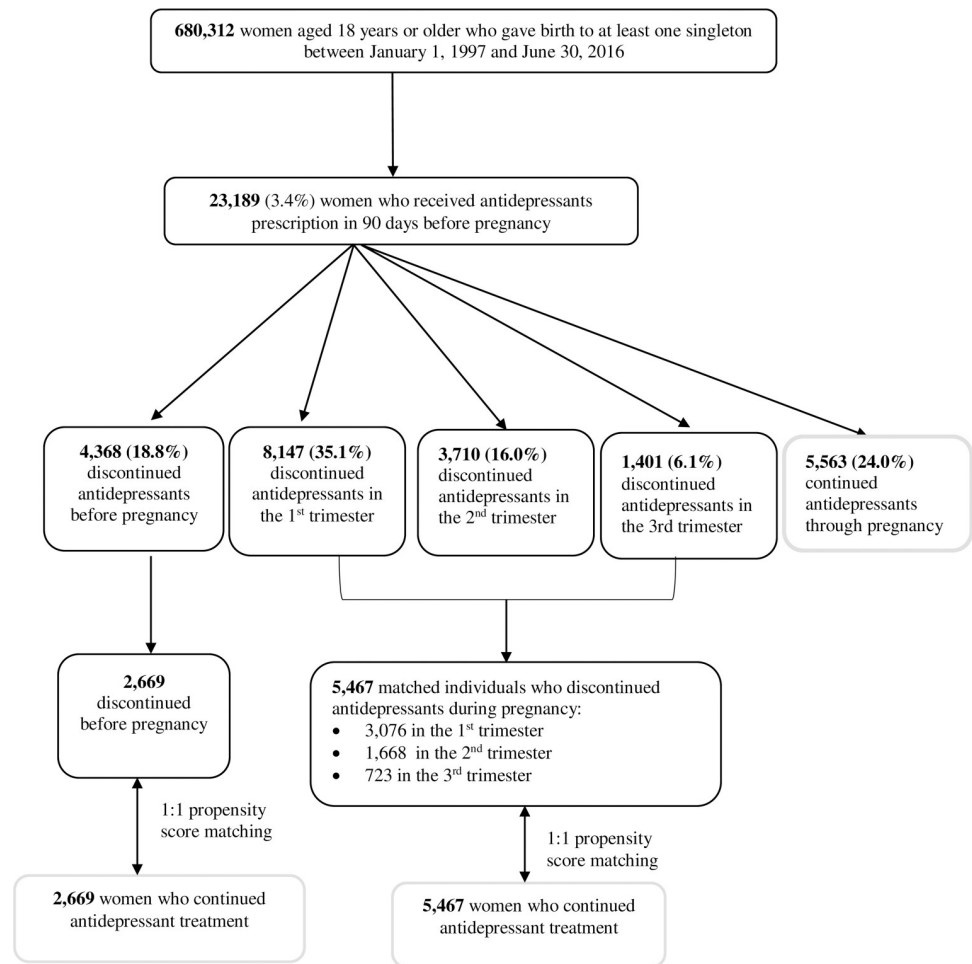 680,312 women aged 18 years or older who gave birth to at least one singleton
between January 1, 1997 and June 30, 2016
23,189 (3.4%) women who received antidepressants
prescription in 90 days before pregnancy
4,368 (18.8%)
discontinued
antidepressants
before pregnancy
8,147 (35.1%)
discontinued
antidepressants in
the 1st trimester
3,710 (16.0%)
discontinued
antidepressants in
the 2nd trimester
1,401 (6.1%)
discontinued
antidepressants in
the 3rd trimester
5,563 (24.0%)
continued
antidepressants
through pregnancy
2,669
discontinued
before pregnancy
5,467 matched individuals who discontinued
antidepressants during pregnancy:
• 3,076 in the 1st trimester
• 1,668 in the 2nd trimester
• 723 in the 3rd trimester
1:1 propensity
score matching
1:1 propensity
score matching
2,669 women who continued
antidepressant treatment
5,467 women who continued
antidepressant treatment